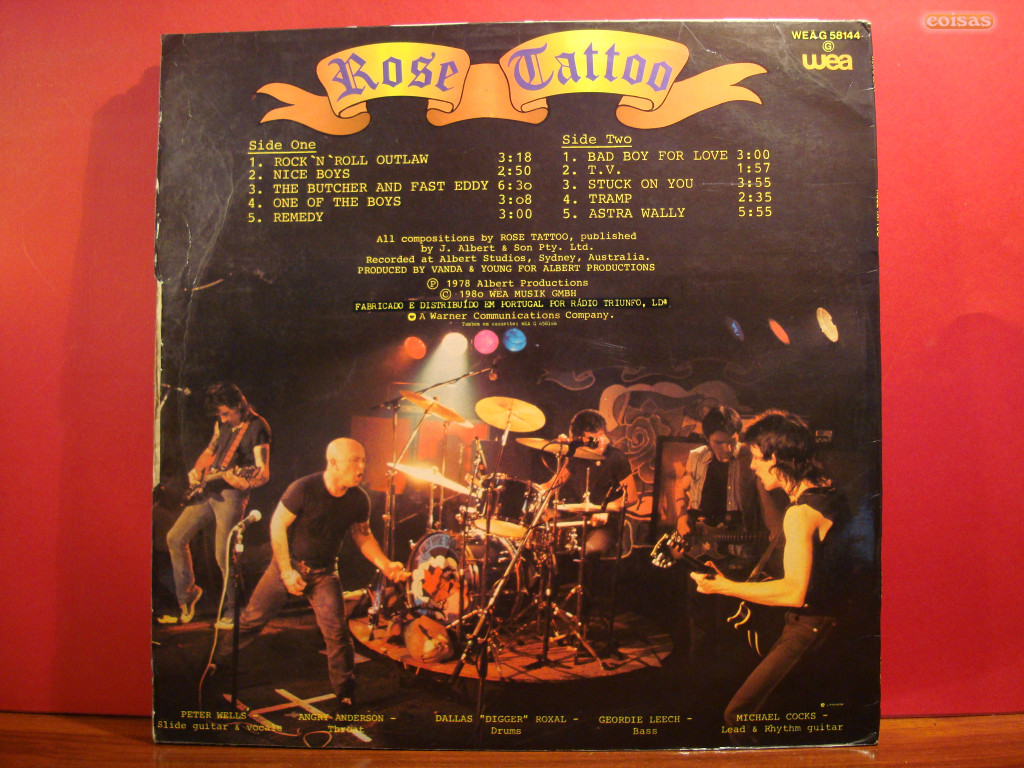 coisas
WEA G 58144
G
wea
Rose Tattoo
Side One
1. ROCK`N`ROLL OUTLAW 3:18
2. NICE BOYS 2:50
3. THE BUTCHER AND FAST EDDY 6:3o
4. ONE OF THE BOYS 3:o8
5. REMEDY 3:00
Side Two
1. BAD BOY FOR LOVE 3:00
2. T.V. 1:57
3. STUCK ON YOU 3:55
4. TRAMP 2:35
5. ASTRA WALLY 5:55
All compositions by ROSE TATTOO, published
by J. Albert & Son Pty. Ltd.
Recorded at Albert Studios, Sydney, Australia.
PRODUCED BY VANDA & YOUNG FOR ALBERT PRODUCTIONS
Ⓟ 1978 Albert Productions
© 198o WEA MUSIK GMBH
FABRICADO E DISTRIBUÍDO EM PORTUGAL POR RÁDIO TRIUNFO, LDª
A Warner Communications Company.
PETER WELLS -
Slide guitar & vocals
ANGRY ANDERSON -
Throat
DALLAS "DIGGER" ROXAL -
Drums
GEORDIE LEECH -
Bass
MICHAEL COCKS -
Lead & Rhythm guitar